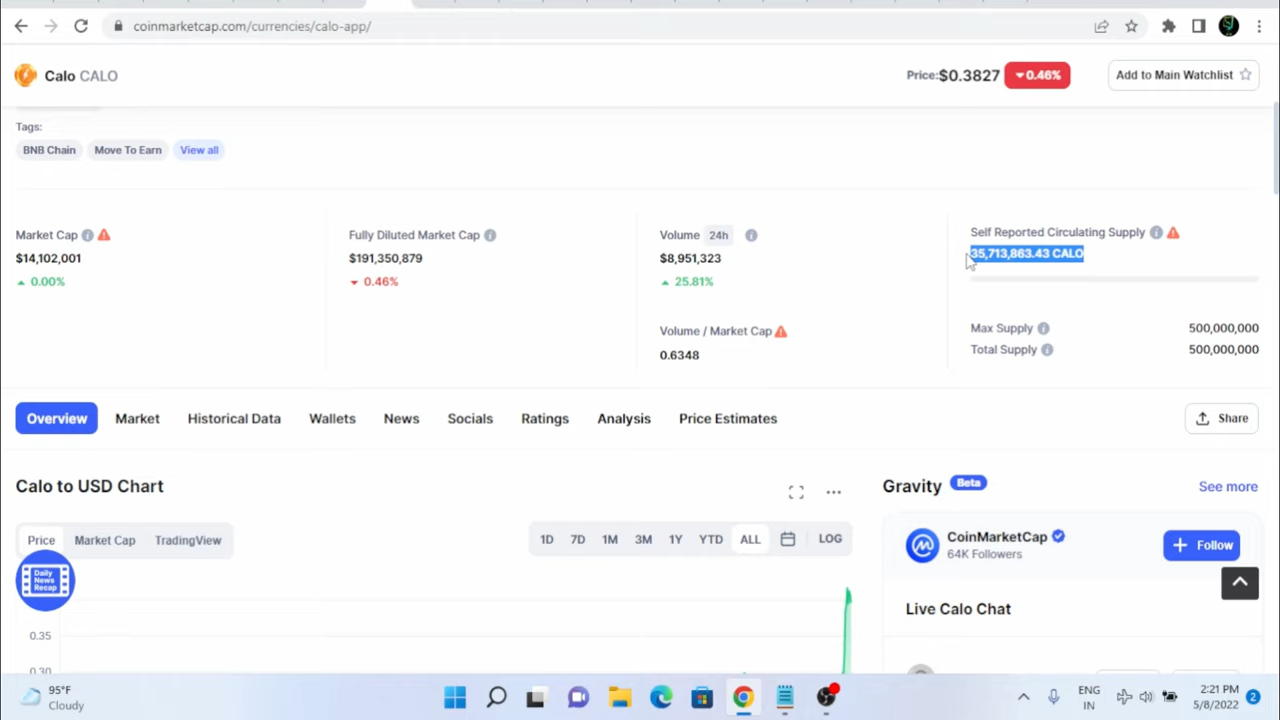 coinmarketcap.com/currencies/calo-app/
Calo CALO
Price:$0.3827
0.46%
Add to Main Watchlist
Tags:
BNB Chain
Move To Earn
View all
Market Cap
$14,102,001
0.00%
Fully Diluted Market Cap
$191,350,879
0.46%
Volume 24h
$8,951,323
25.81%
Volume / Market Cap
0.6348
Self Reported Circulating Supply
35,713,863.43 CALO
Max Supply 500,000,000
Total Supply 500,000,000
Overview
Market
Historical Data
Wallets
News
Socials
Ratings
Analysis
Price Estimates
Share
Calo to USD Chart
Price
Market Cap
TradingView
1D
7D
1M
3M
1Y
YTD
ALL
LOG
Daily
News
Recap
0.35
0.30
Gravity Beta
See more
CoinMarketCap
64K Followers
+ Follow
Live Calo Chat
95°F
Cloudy
ENG
IN
2:21 PM
5/8/2022
2